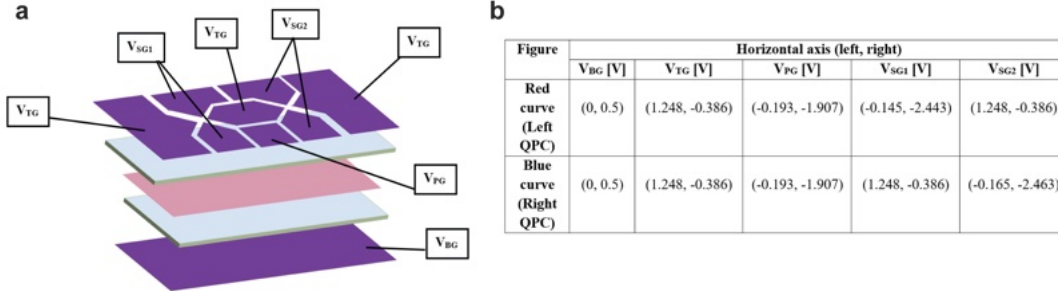 a
V_SG1
V_TG
V_SG2
V_TG
V_TG
V_PG
V_BG
b
Figure Horizontal axis (left, right)
V_BG [V] V_TG [V] V_PG [V] V_SG1 [V] V_SG2 [V]
Red
curve
(Left
QPC)
(0, 0.5) (1.248, -0.386) (-0.193, -1.907) (-0.145, -2.443) (1.248, -0.386)
Blue
curve
(Right
QPC)
(0, 0.5) (1.248, -0.386) (-0.193, -1.907) (1.248, -0.386) (-0.165, -2.463)